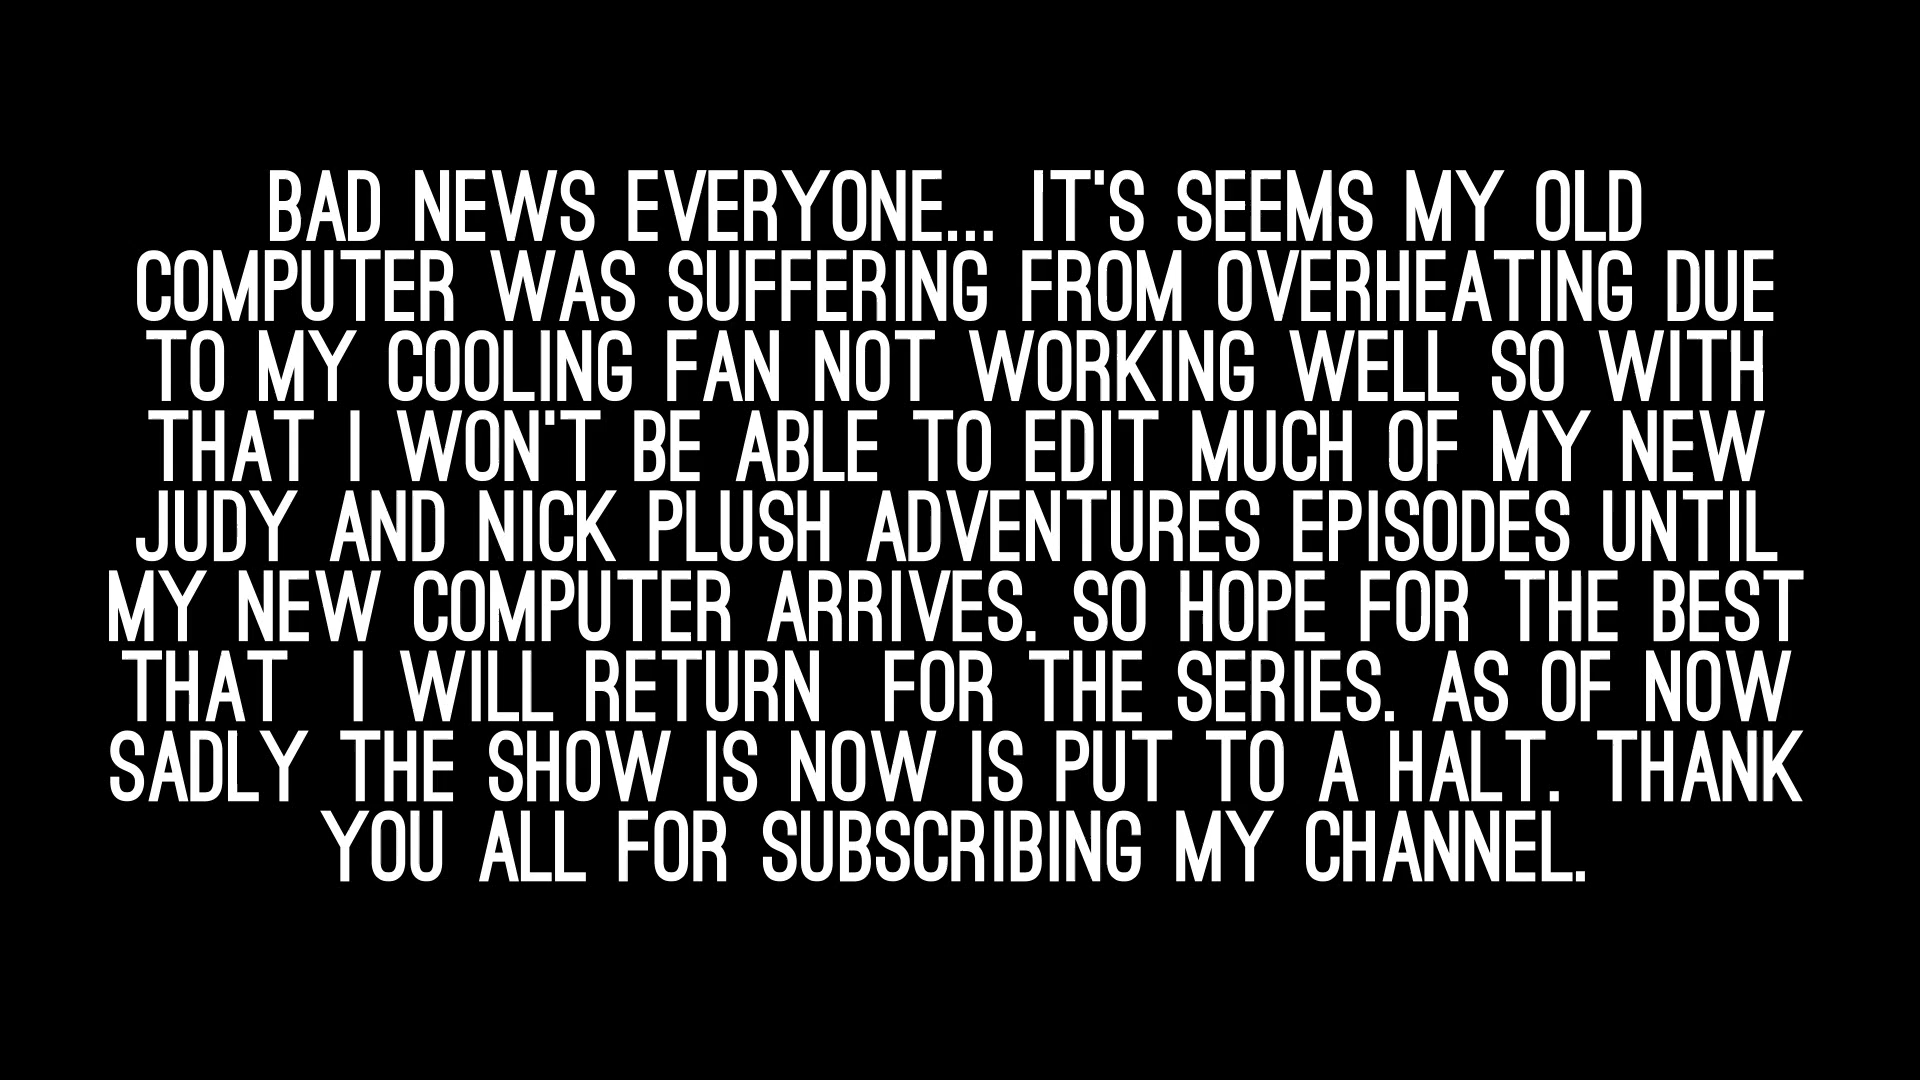 BAD NEWS EVERYONE... IT'S SEEMS MY OLD
COMPUTER WAS SUFFERING FROM OVERHEATING DUE
TO MY COOLING FAN NOT WORKING WELL SO WITH
THAT I WON'T BE ABLE TO EDIT MUCH OF MY NEW
JUDY AND NICK PLUSH ADVENTURES EPISODES UNTIL
MY NEW COMPUTER ARRIVES. SO HOPE FOR THE BEST
THAT  I WILL RETURN  FOR THE SERIES. AS OF NOW
SADLY THE SHOW IS NOW IS PUT TO A HALT. THANK
YOU ALL FOR SUBSCRIBING MY CHANNEL.